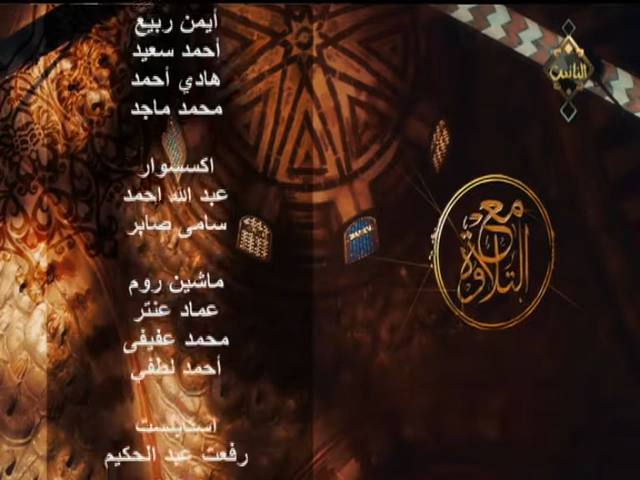 أيمن ربيع
أحمد سعيد
هادي أحمد
محمد ماجد
اكسسوار
عبد الله احمد
سامى صابر
ماشين روم
عماد عنتر
محمد عفيفى
أحمد لطفي
استايلست
رفعت عبد الحكيم
مع التلاوة
الناس